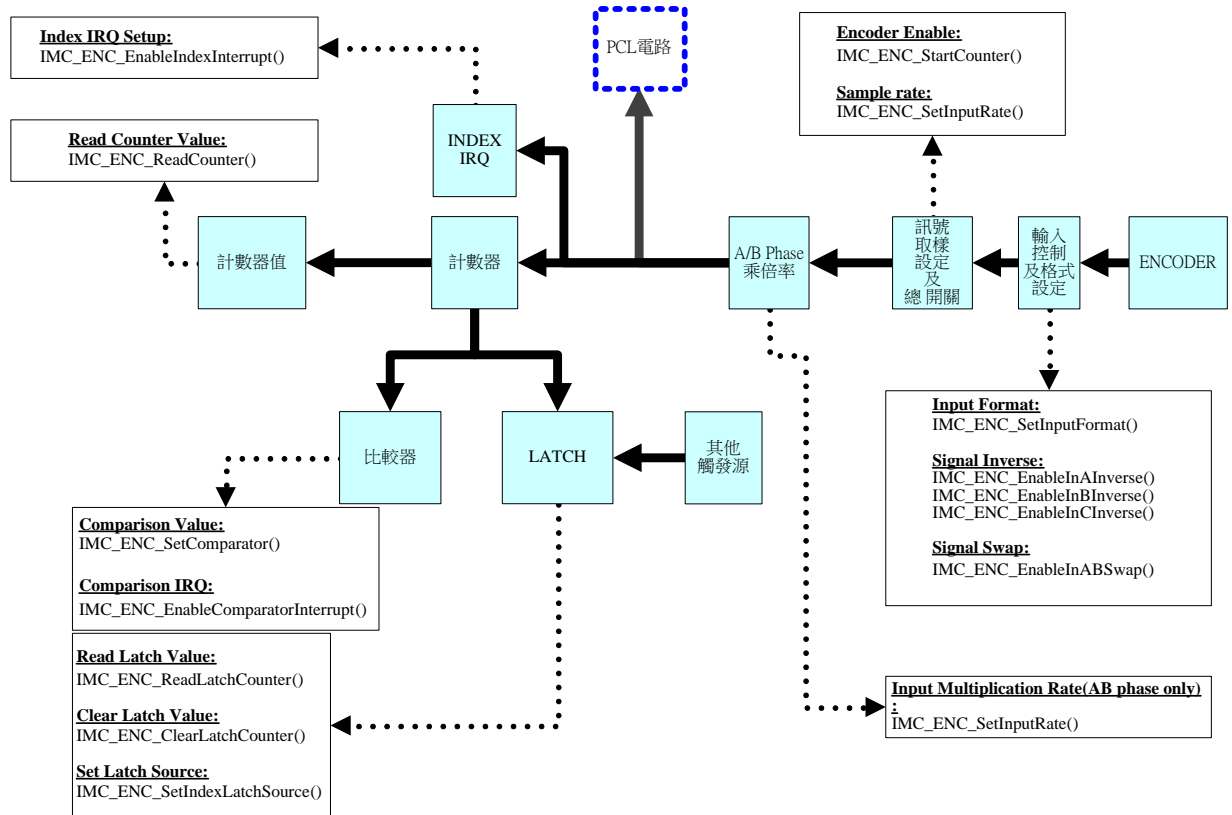 Index IRQ Setup:
IMC_ENC_EnableIndexInterrupt()
PCL電路
Encoder Enable:
IMC_ENC_StartCounter()
Sample rate:
IMC_ENC_SetInputRate()
Read Counter Value:
IMC_ENC_ReadCounter()
INDEX
IRQ
計數器值
計數器
A/B Phase
乘倍率
訊號
取樣
設定
及
總 開關
輸入
控制
及格式
設定
ENCODER
比較器
LATCH
其他
觸發源
Input Format:
IMC_ENC_SetInputFormat()
Signal Inverse:
IMC_ENC_EnableInAInverse()
IMC_ENC_EnableInBInverse()
IMC_ENC_EnableInCInverse()
Signal Swap:
IMC_ENC_EnableInABSwap()
Comparison Value:
IMC_ENC_SetComparator()
Comparison IRQ:
IMC_ENC_EnableComparatorInterrupt()
Read Latch Value:
IMC_ENC_ReadLatchCounter()
Clear Latch Value:
IMC_ENC_ClearLatchCounter()
Set Latch Source:
IMC_ENC_SetIndexLatchSource()
Input Multiplication Rate(AB phase only)
:
IMC_ENC_SetInputRate()